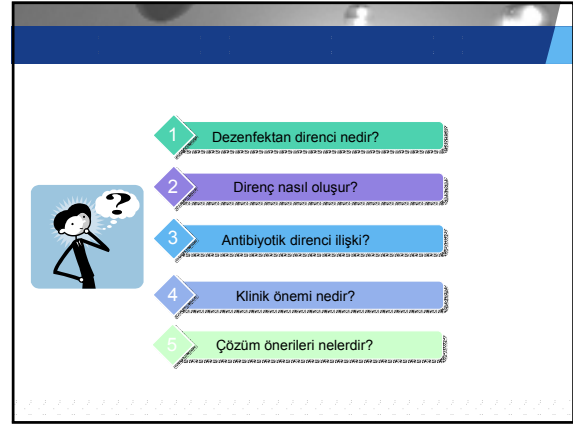 1 Dezenfektan direnci nedir?
2 Direnç nasıl oluşur?
3 Antibiyotik direnci ilişki?
4 Klinik önemi nedir?
5 Çözüm önerileri nelerdir?
?